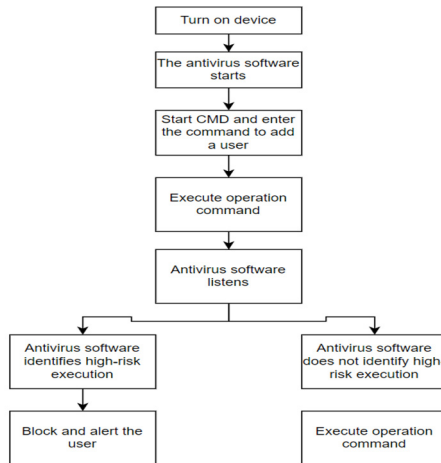 Turn on device
The antivirus software
starts
Start CMD and enter
the command to add
a user
Execute operation
command
Antivirus software
listens
Antivirus software
identifies high-risk
execution
Antivirus software
does not identify high-
risk execution
Block and alert the
user
Execute operation
command